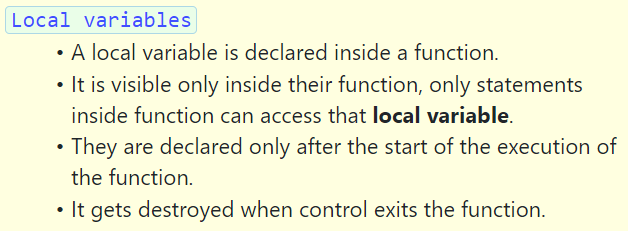 Local variables
• A local variable is declared inside a function.
• It is visible only inside their function, only statements
inside function can access that local variable.
• They are declared only after the start of the execution of
the function.
• It gets destroyed when control exits the function.